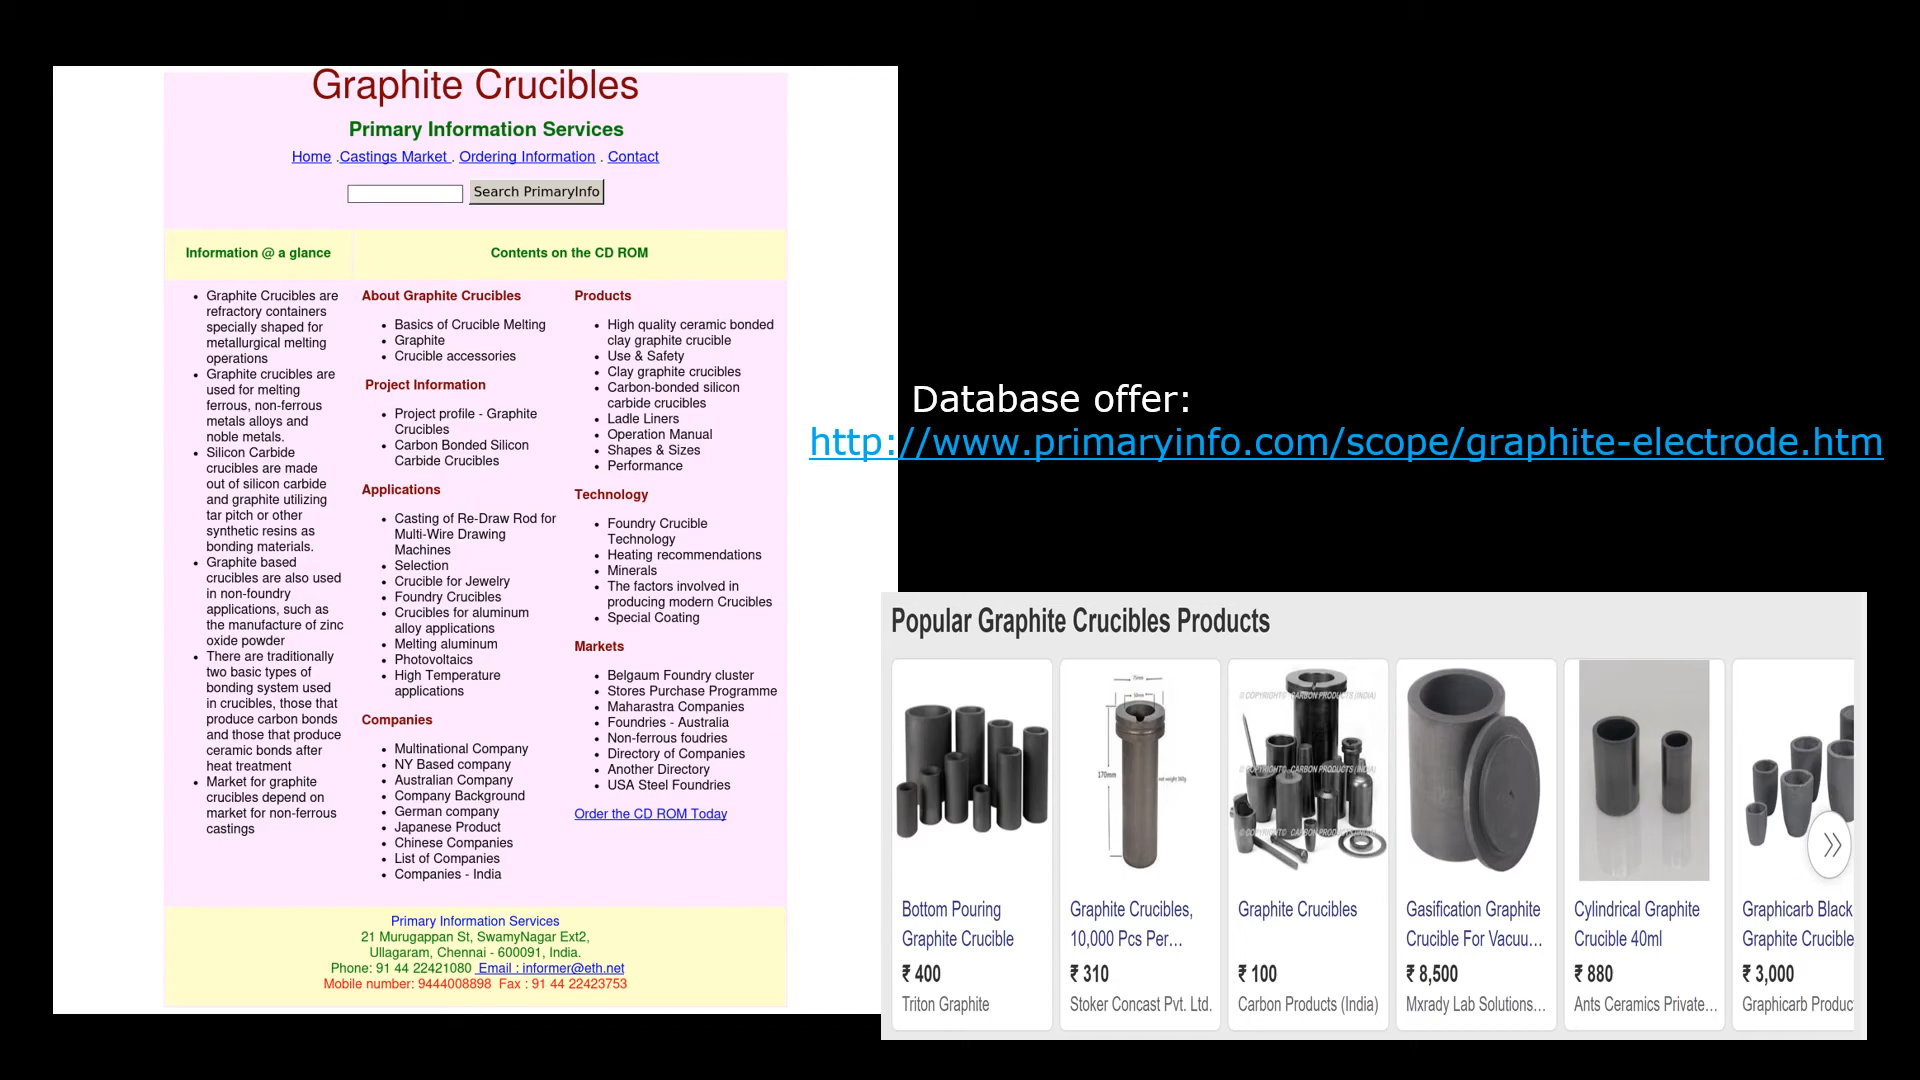 Graphite Crucibles
Primary Information Services
Home .Castings Market . Ordering Information . Contact
Search PrimaryInfo
Information @ a glance
Graphite Crucibles are
refractory containers
specially shaped for
metallurgical melting
operations
Graphite crucibles are
used for melting
ferrous, non-ferrous
metals alloys and
noble metals.
Silicon Carbide
crucibles are made
out of silicon carbide
and graphite utilizing
tar pitch or other
synthetic resins as
bonding materials.
Graphite based
crucibles are also used
in non-foundry
applications, such as
the manufacture of zinc
oxide powder
There are traditionally
two basic types of
bonding system used
in crucibles, those that
produce carbon bonds
and those that produce
ceramic bonds after
heat treatment
Market for graphite
crucibles depend on
market for non-ferrous
castings
Contents on the CD ROM
About Graphite Crucibles
Basics of Crucible Melting
Graphite
Crucible accessories
Project Information
Project profile - Graphite
Crucibles
Carbon Bonded Silicon
Carbide Crucibles
Applications
Casting of Re-Draw Rod for
Multi-Wire Drawing
Machines
Selection
Crucible for Jewelry
Foundry Crucibles
Crucibles for aluminum
alloy applications
Melting aluminum
Photovoltaics
High Temperature
applications
Companies
Multinational Company
NY Based company
Australian Company
Company Background
German company
Japanese Product
Chinese Companies
List of Companies
Companies - India
Products
High quality ceramic bonded
clay graphite crucible
Use & Safety
Clay graphite crucibles
Carbon-bonded silicon
carbide crucibles
Ladle Liners
Operation Manual
Shapes & Sizes
Performance
Technology
Foundry Crucible
Technology
Heating recommendations
Minerals
The factors involved in
producing modern Crucibles
Special Coating
Markets
Belgaum Foundry cluster
Stores Purchase Programme
Maharastra Companies
Foundries - Australia
Non-ferrous foudries
Directory of Companies
Another Directory
USA Steel Foundries
Order the CD ROM Today
Primary Information Services
21 Murugappan St, SwamyNagar Ext2,
Ullagaram, Chennai - 600091, India.
Phone: 91 44 22421080 Email : informer@eth.net
Mobile number: 9444008898 Fax : 91 44 22423753
Database offer:
http://www.primaryinfo.com/scope/graphite-electrode.htm
Popular Graphite Crucibles Products
Bottom Pouring
Graphite Crucible
₹ 400
Triton Graphite
170mm
Graphite Crucibles,
10,000 Pcs Per...
₹ 310
Stoker Concast Pvt. Ltd.
© COPYRIGHT© CARBON PRODUCTS (INDIA)
© COPYRIGHT© CARBON PRODUCTS (INDIA)
© COPYRIGHT© CARBON PRODUCTS (INDIA)
Graphite Crucibles
₹ 100
Carbon Products (India)
Gasification Graphite
Crucible For Vacuu...
₹ 8,500
Mxrady Lab Solutions...
Cylindrical Graphite
Crucible 40ml
₹ 880
Ants Ceramics Private...
Graphicarb Black
Graphite Crucible
₹ 3,000
Graphicarb Produc